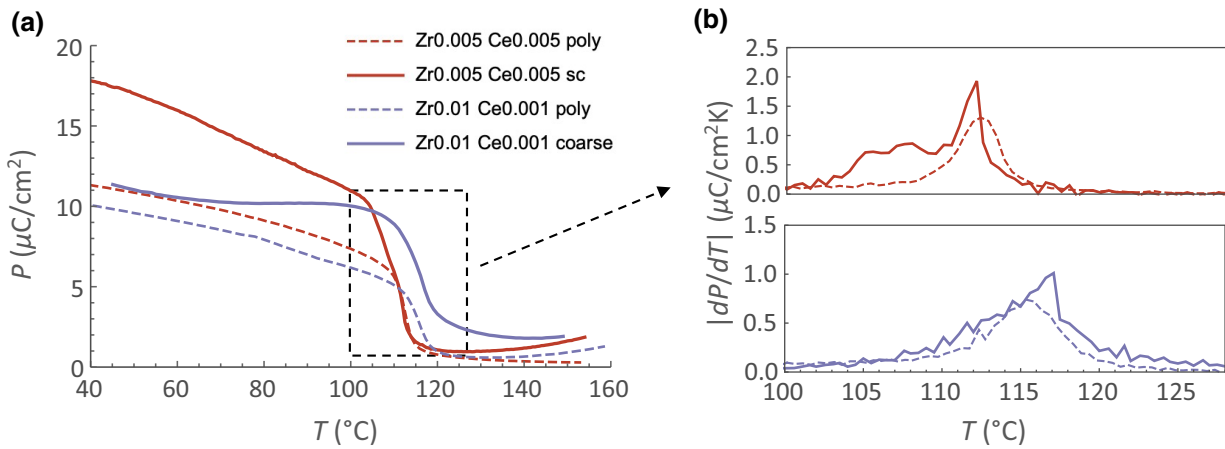 (a)
Zr0.005 Ce0.005 poly
Zr0.005 Ce0.005 sc
Zr0.01 Ce0.001 poly
Zr0.01 Ce0.001 coarse
P (μC/cm²)
20
15
10
5
0
40 60 80 100 120 140 160
T (°C)
(b)
|dP/dT| (μC/cm²K)
2.5
2.0
1.5
1.0
0.5
0.0
1.5
1.0
0.5
0.0
100 105 110 115 120 125
T (°C)